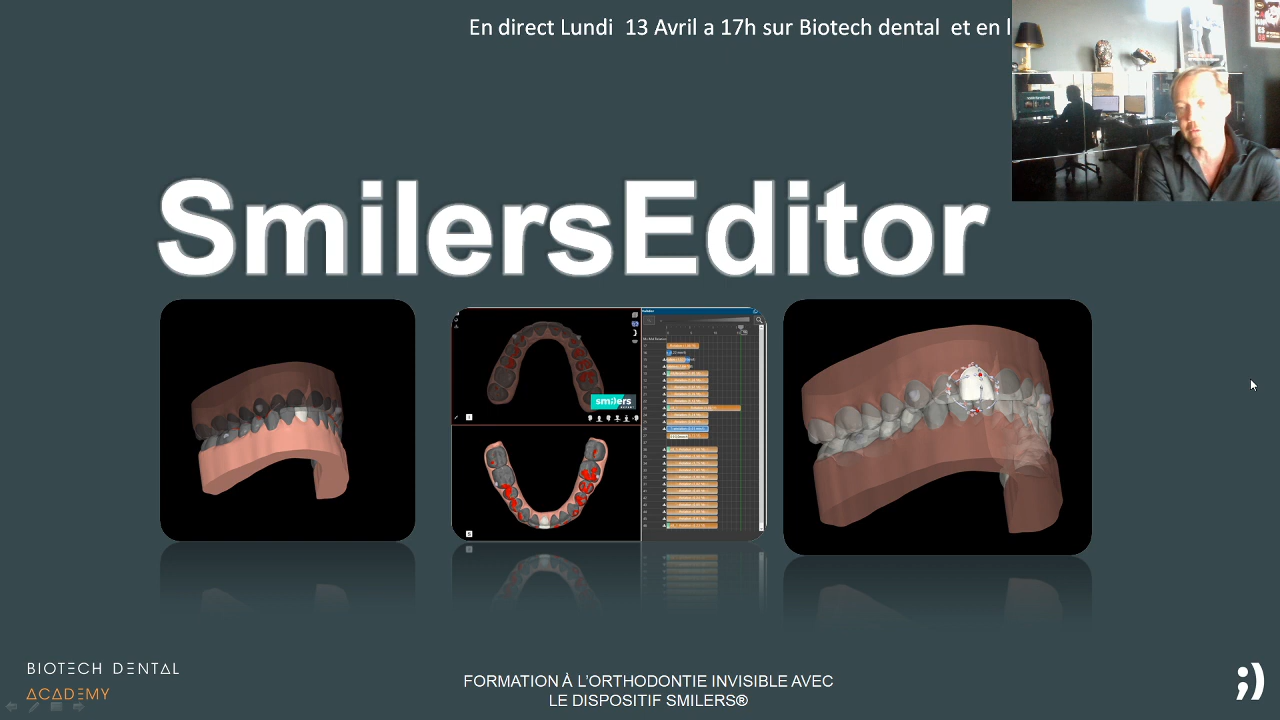 En direct Lundi 13 Avril a 17h sur Biotech dental et en l
SmilersEditor
smilers
BIOTECH DENTAL
ACADEMY
FORMATION À L'ORTHODONTIE INVISIBLE AVEC
LE DISPOSITIF SMILERS®
;)